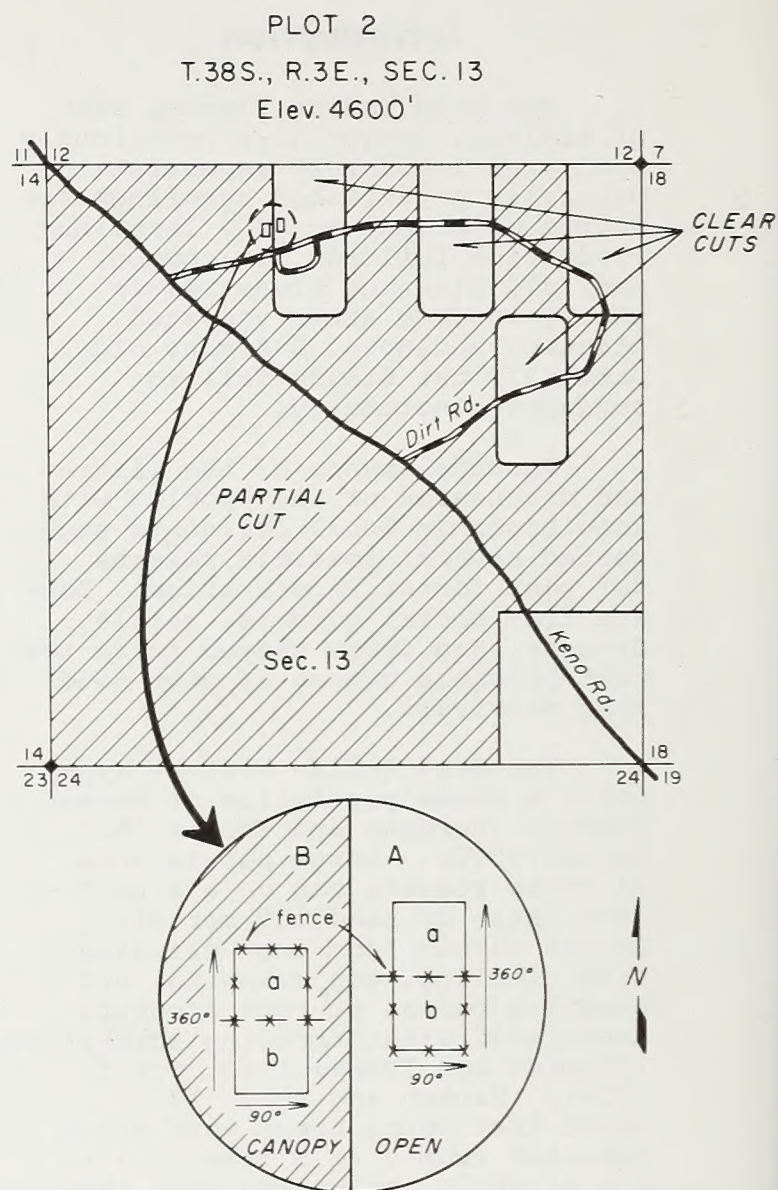 PLOT 2
T.38S., R.3E., SEC. 13
Elev. 4600'
11 12
14
12 7
18
CLEAR
CUTS
Dirt Rd.
PARTIAL
CUT
Sec. 13
Keno Rd.
14
23 24
18
24 19
B A
fence
a
a
360°
N
b
360°
b
90°
90°
CANOPY OPEN